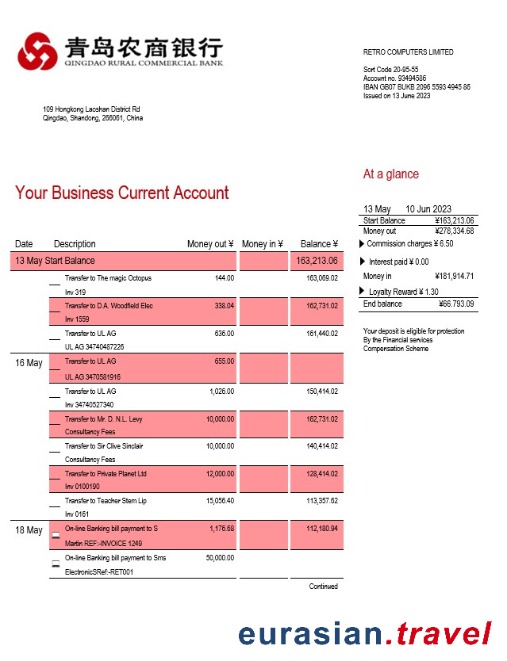 青岛农商银行
QINGDAO RURAL COMMERCIAL BANK
109 Hongkong Laoshan District Rd
Qingdao, Shandong, 266061, China
RETRO COMPUTERS LIMITED
Sort Code 20-95-55
Account no. 93494586
IBAN GB07 BUKB 2096 5593 4945 86
Issued on 13 June 2023
At a glance
13 May 10 Jun 2023
Start Balance ¥163,213.06
Money out ¥278,334.68
Commission charges ¥ 6.50
Interest paid ¥ 0.00
Money in ¥181,914.71
Loyalty Reward ¥ 1.30
End balance ¥66.793.09
Your deposit is eligible for protection
By the Financial services
Compensation Scheme
Your Business Current Account
Date Description Money out ¥ Money in ¥ Balance ¥
13 May Start Balance 163,213.06
Transfer to The magic Octopus 144.00 163,069.02
Inv 319
Transfer to D.A. Woodfield Elec 338.04 162,731.02
Inv 1559
Transfer to UL AG 636.00 161,440.02
UL AG 34740487226
16 May Transfer to UL AG 655.00
UL AG 3470581916
Transfer to UL AG 1,026.00 150,414.02
Inv 34740527340
Transfer to Mr. D. N.L. Levy 10,000.00 162,731.02
Consultancy Fees
Transfer to Sir Clive Sinclair 10,000.00 140,414.02
Consultancy Fees
Transfer to Private Planet Ltd 12,000.00 128,414.02
Inv 0100190
Transfer to Teacher Stem Lip 15,056.40 113,357.62
Inv 0161
18 May On-line Banking bill payment to S 1,176.68 112,180.94
Martin REF:-INVOICE 1249
On-line Banking bill payment to Sms 50,000.00
ElectronicSRef:-RET001
Continued
eurasian.travel